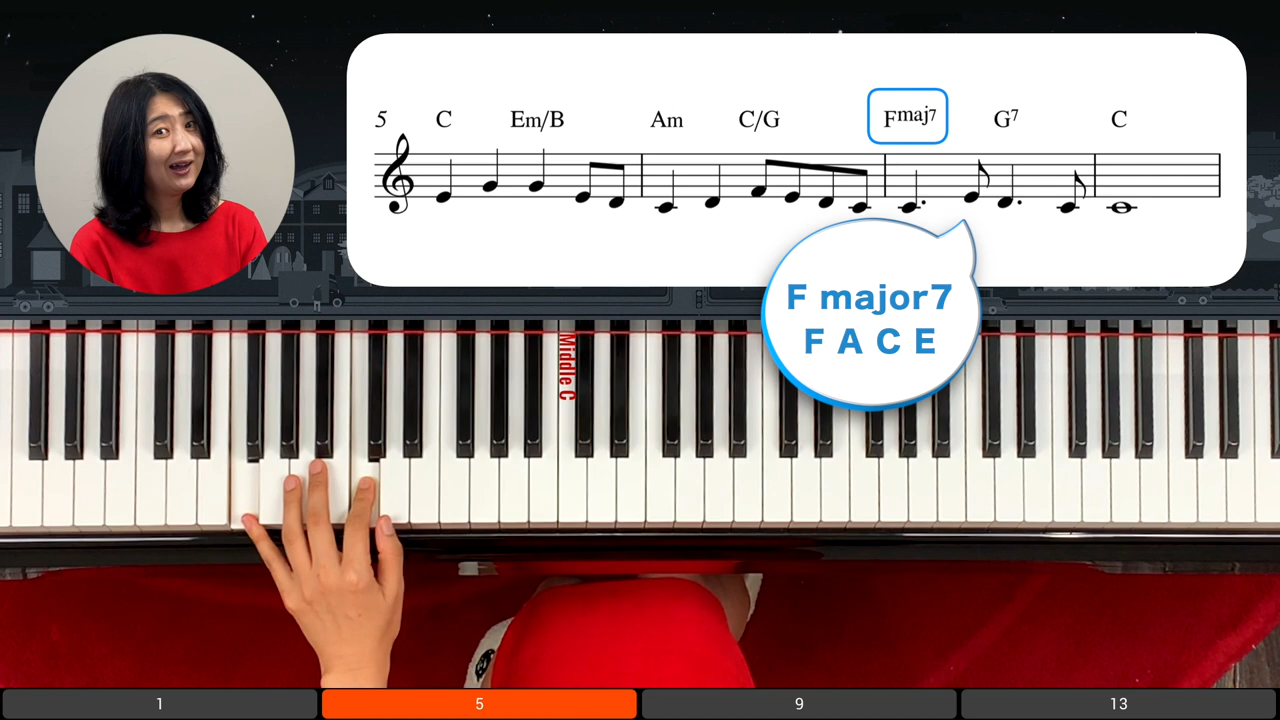 5 C Em/B Am C/G Fmaj7 G7 C
F major7
F A C E
Middle C
1 5 9 13